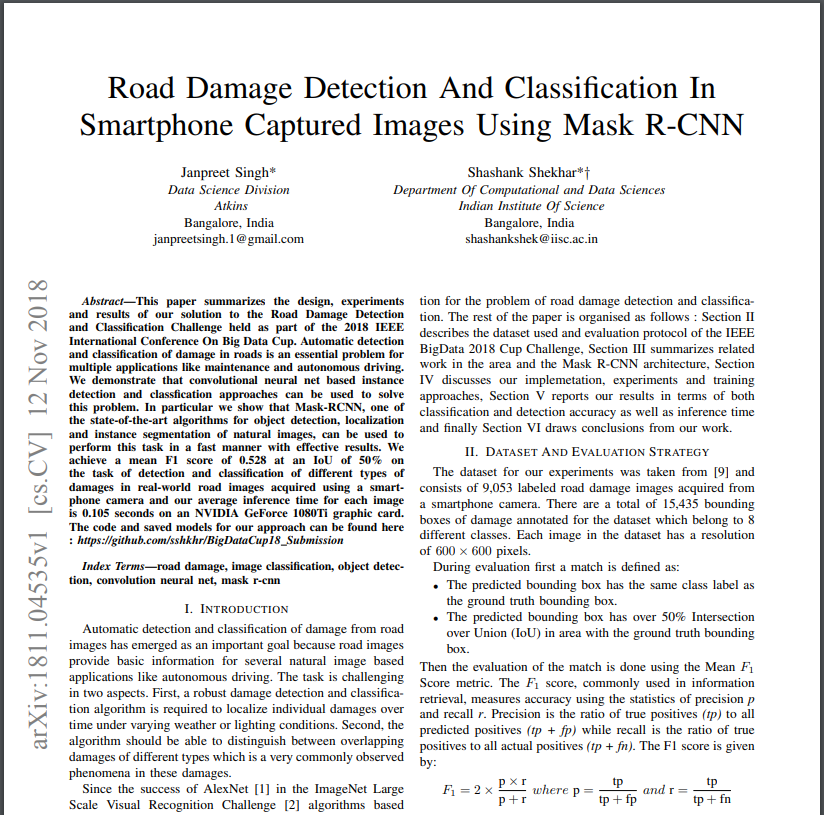 Road Damage Detection And Classification In
Smartphone Captured Images Using Mask R-CNN
Janpreet Singh*
Data Science Division
Atkins
Bangalore, India
janpreetsingh.1@gmail.com
Shashank Shekhar*†
Department Of Computational and Data Sciences
Indian Institute Of Science
Bangalore, India
shashankshek@iisc.ac.in
arXiv:1811.04535v1 [cs.CV] 12 Nov 2018
Abstract—This paper summarizes the design, experiments
and results of our solution to the Road Damage Detection
and Classification Challenge held as part of the 2018 IEEE
International Conference On Big Data Cup. Automatic detection
and classification of damage in roads is an essential problem for
multiple applications like maintenance and autonomous driving.
We demonstrate that convolutional neural net based instance
detection and classfication approaches can be used to solve
this problem. In particular we show that Mask-RCNN, one of
the state-of-the-art algorithms for object detection, localization
and instance segmentation of natural images, can be used to
perform this task in a fast manner with effective results. We
achieve a mean F1 score of 0.528 at an IoU of 50% on
the task of detection and classification of different types of
damages in real-world road images acquired using a smart-
phone camera and our average inference time for each image
is 0.105 seconds on an NVIDIA GeForce 1080Ti graphic card.
The code and saved models for our approach can be found here
: https://github.com/sshkhr/BigDataCup18_Submission
Index Terms—road damage, image classification, object detec-
tion, convolution neural net, mask r-cnn
I. INTRODUCTION
Automatic detection and classification of damage from road
images has emerged as an important goal because road images
provide basic information for several natural image based
applications like autonomous driving. The task is challenging
in two aspects. First, a robust damage detection and classifica-
tion algorithm is required to localize individual damages over
time under varying weather or lighting conditions. Second, the
algorithm should be able to distinguish between overlapping
damages of different types which is a very commonly observed
phenomena in these damages.
Since the success of AlexNet [1] in the ImageNet Large
Scale Visual Recognition Challenge [2] algorithms based
tion for the problem of road damage detection and classifica-
tion. The rest of the paper is organised as follows : Section II
describes the dataset used and evaluation protocol of the IEEE
BigData 2018 Cup Challenge, Section III summarizes related
work in the area and the Mask R-CNN architecture, Section
IV discusses our implemetation, experiments and training
approaches, Section V reports our results in terms of both
classification and detection accuracy as well as inference time
and finally Section VI draws conclusions from our work.
II. DATASET AND EVALUATION STRATEGY
The dataset for our experiments was taken from [9] and
consists of 9,053 labeled road damage images acquired from
a smartphone camera. There are a total of 15,435 bounding
boxes of damage annotated for the dataset which belong to 8
different classes. Each image in the dataset has a resolution
of 600 × 600 pixels.
During evaluation first a match is defined as:
• The predicted bounding box has the same class label as
the ground truth bounding box.
• The predicted bounding box has over 50% Intersection
over Union (IoU) in area with the ground truth bounding
box.
Then the evaluation of the match is done using the Mean F1
Score metric. The F1 score, commonly used in information
retrieval, measures accuracy using the statistics of precision p
and recall r. Precision is the ratio of true positives (tp) to all
predicted positives (tp + fp) while recall is the ratio of true
positives to all actual positives (tp + fn). The F1 score is given
by:
F1 = 2 × p × r / p + r where p = tp / tp + fp and r = tp / tp + fn